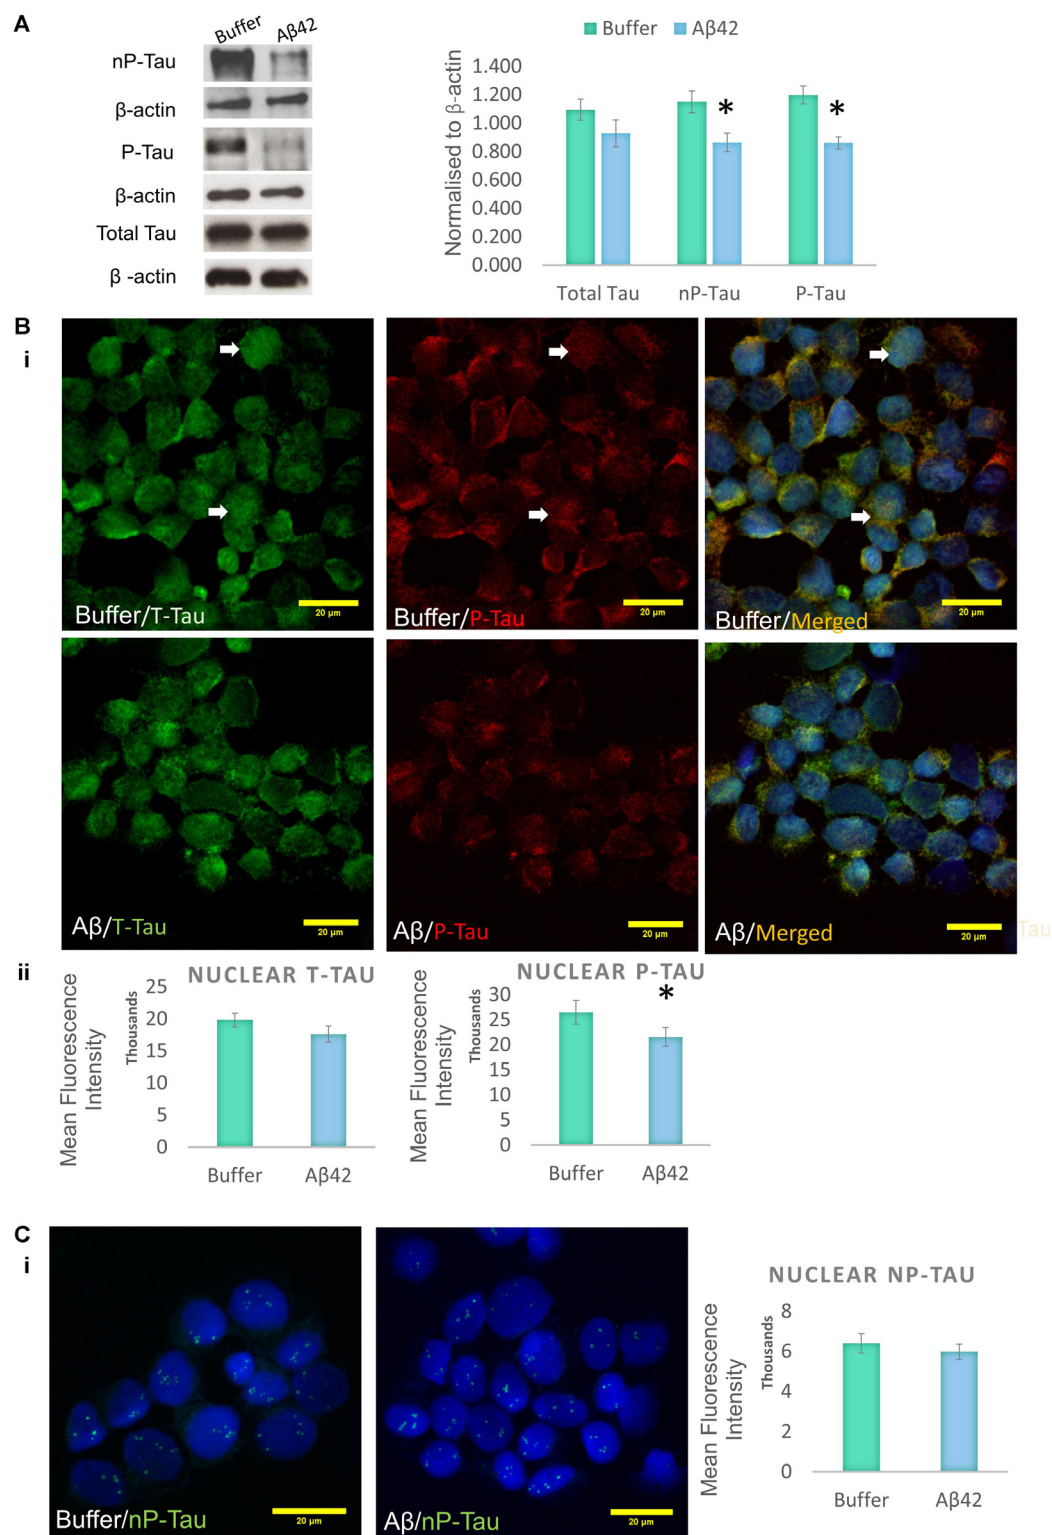 A
Buffer Aβ42
nP-Tau
β-actin
P-Tau
β-actin
Total Tau
β -actin
Buffer Aβ42
Normalised to β-actin
1.400
1.200
1.000
0.800
0.600
0.400
0.200
0.000
* *
Total Tau nP-Tau P-Tau
B
i
20 µm
Buffer/T-Tau
20 µm
Buffer/P-Tau
20 µm
Buffer/Merged
20 µm
Aβ/T-Tau
20 µm
Aβ/P-Tau
20 µm
Aβ/Merged
Tau
ii
NUCLEAR T-TAU
Mean Fluorescence
Intensity
Thousands
25
20
15
10
5
0
Buffer Aβ42
NUCLEAR P-TAU
Mean Fluorescence
Intensity
Thousands
30
25
20
15
10
5
0
*
Buffer Aβ42
C
i
Buffer/nP-Tau
20 µm
Aβ/nP-Tau
20 µm
NUCLEAR NP-TAU
Mean Fluorescence
Intensity
Thousands
8
6
4
2
0
Buffer Aβ42